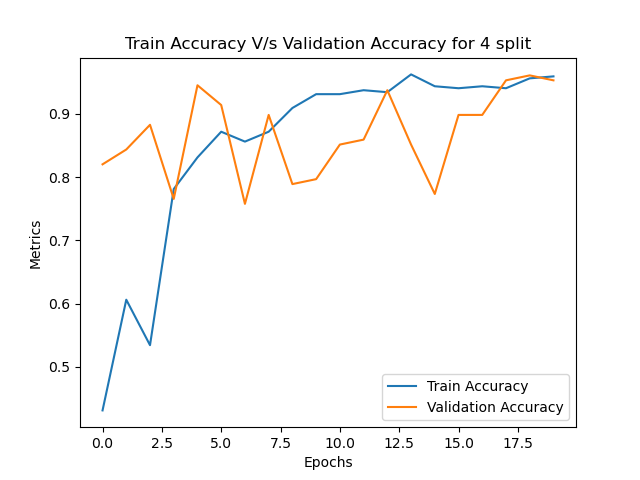 Train Accuracy V/s Validation Accuracy for 4 split
Metrics
0.9
0.8
0.7
0.6
0.5
Train Accuracy
Validation Accuracy
0.0 2.5 5.0 7.5 10.0 12.5 15.0 17.5
Epochs